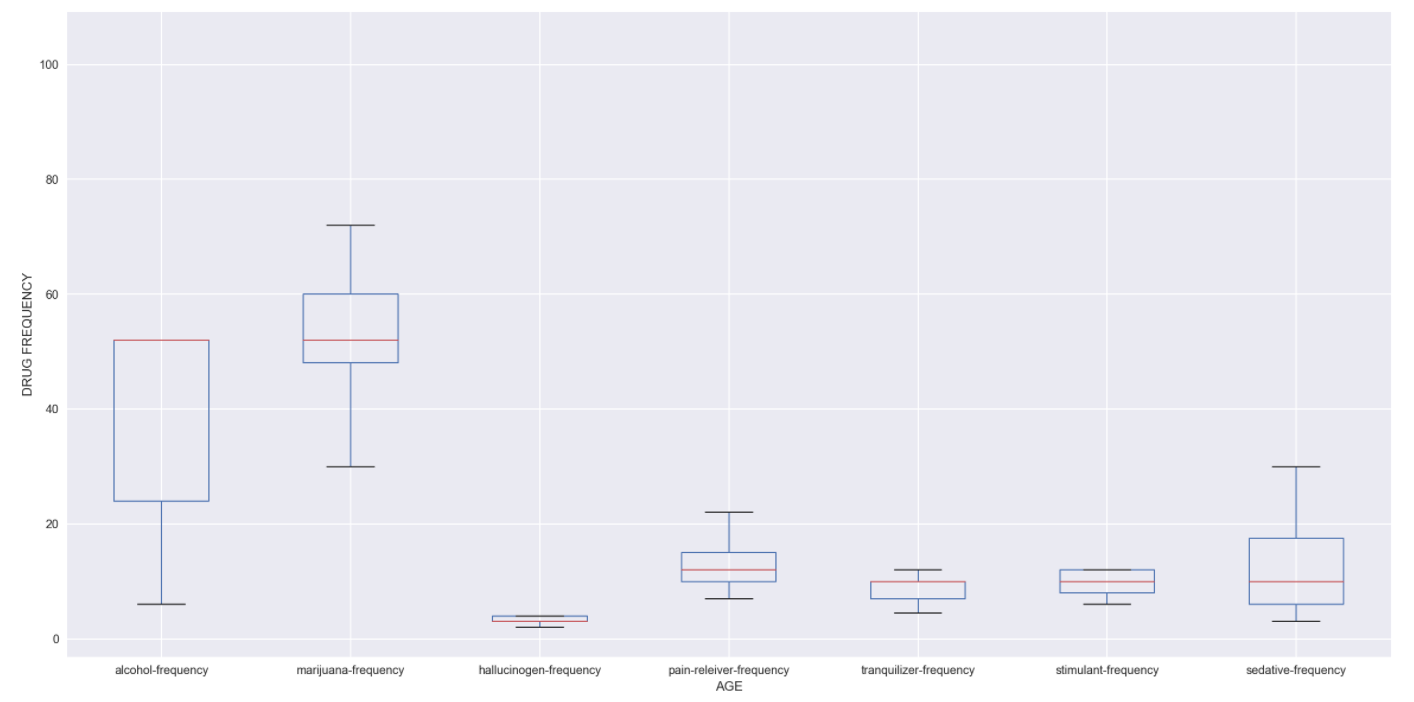 100
80
60
40
20
0
DRUG FREQUENCY
alcohol-frequency marijuana-frequency hallucinogen-frequency pain-releiver-frequency tranquilizer-frequency stimulant-frequency sedative-frequency
AGE